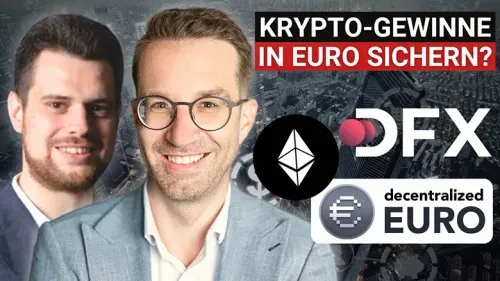 KRYPTO-GEWINNE
IN EURO SICHERN?
DFX
decentralized
EURO